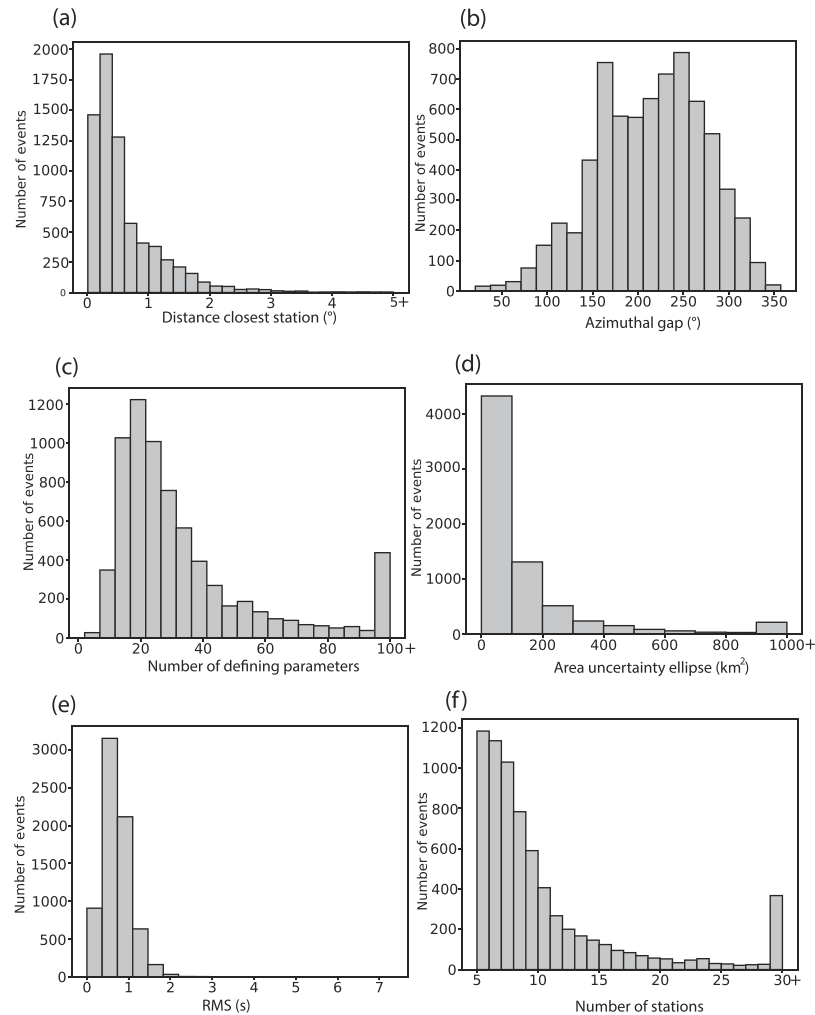 (a)
2000
1750
1500
1250
1000
750
500
250
0
Number of events
0 1 2 3 4 5+
Distance closest station (°)
(b)
800
700
600
500
400
300
200
100
0
Number of events
50 100 150 200 250 300 350
Azimuthal gap (°)
(c)
1200
1000
800
600
400
200
0
Number of events
0 20 40 60 80 100+
Number of defining parameters
(d)
4000
3000
2000
1000
0
Number of events
0 200 400 600 800 1000+
Area uncertainty ellipse (km²)
(e)
3000
2500
2000
1500
1000
500
0
Number of events
0 1 2 3 4 5 6 7
RMS (s)
(f)
1200
1000
800
600
400
200
0
Number of events
5 10 15 20 25 30+
Number of stations